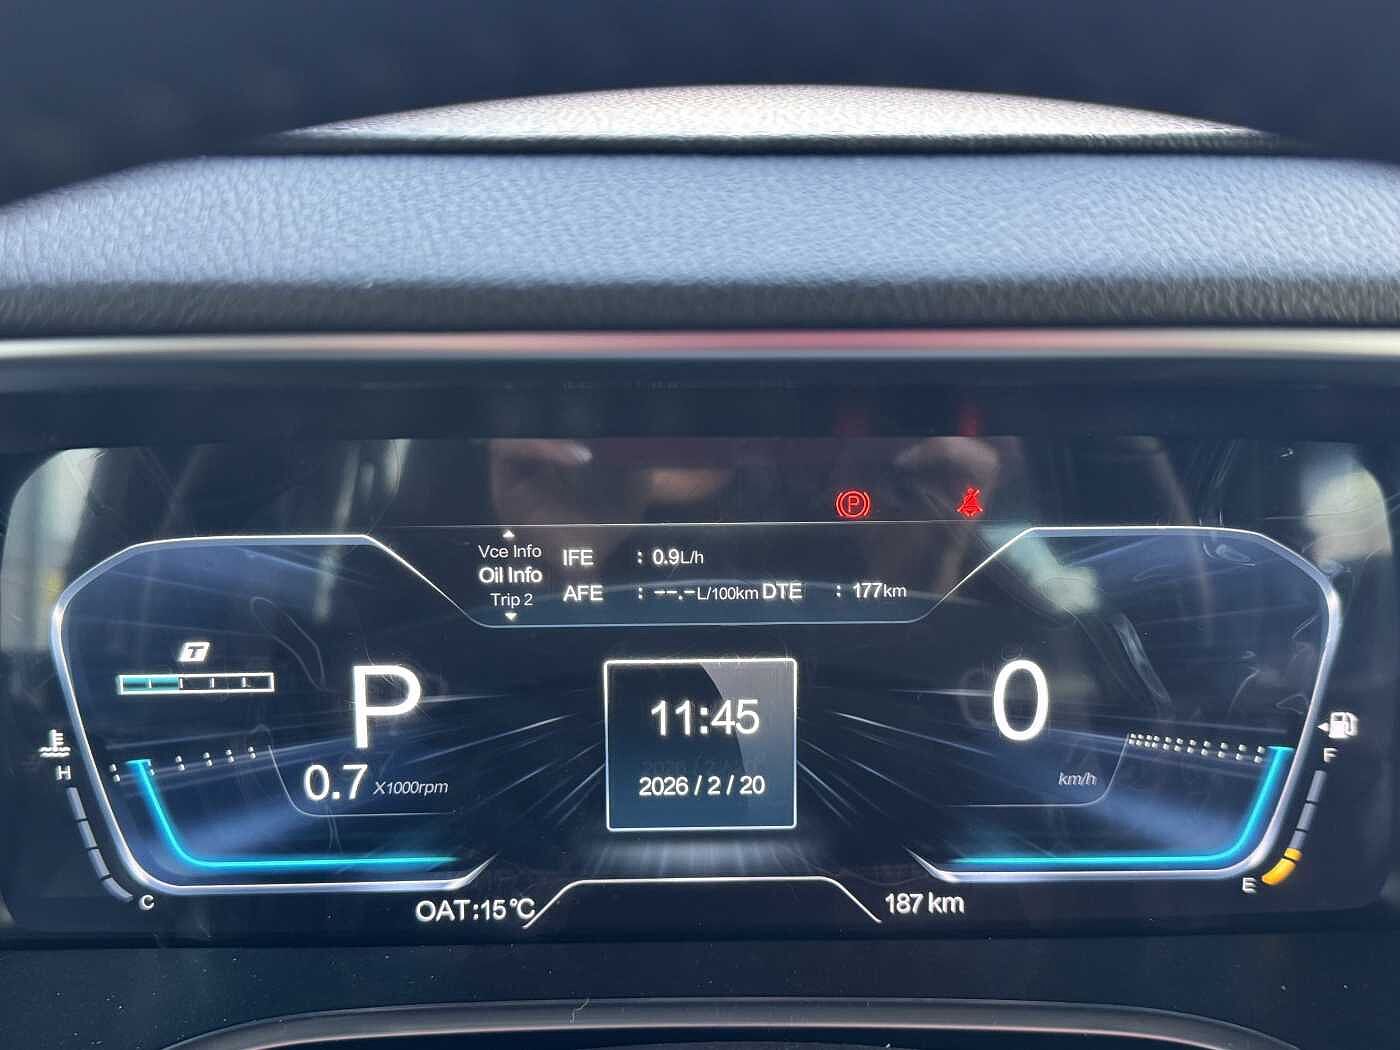 P
Vce Info
Oil Info
Trip 2
IFE : 0.9L/h
AFE : --.-L/100km DTE : 177km
T
P
0.7 X1000rpm
11:45
2026 / 2 / 20
0
km/h
H
C
F
E
OAT:15°C
187 km